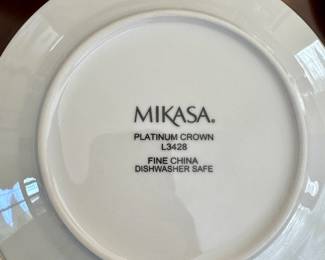 MIKASA.
PLATINUM CROWN
L3428
FINE CHINA
DISHWASHER SAFE